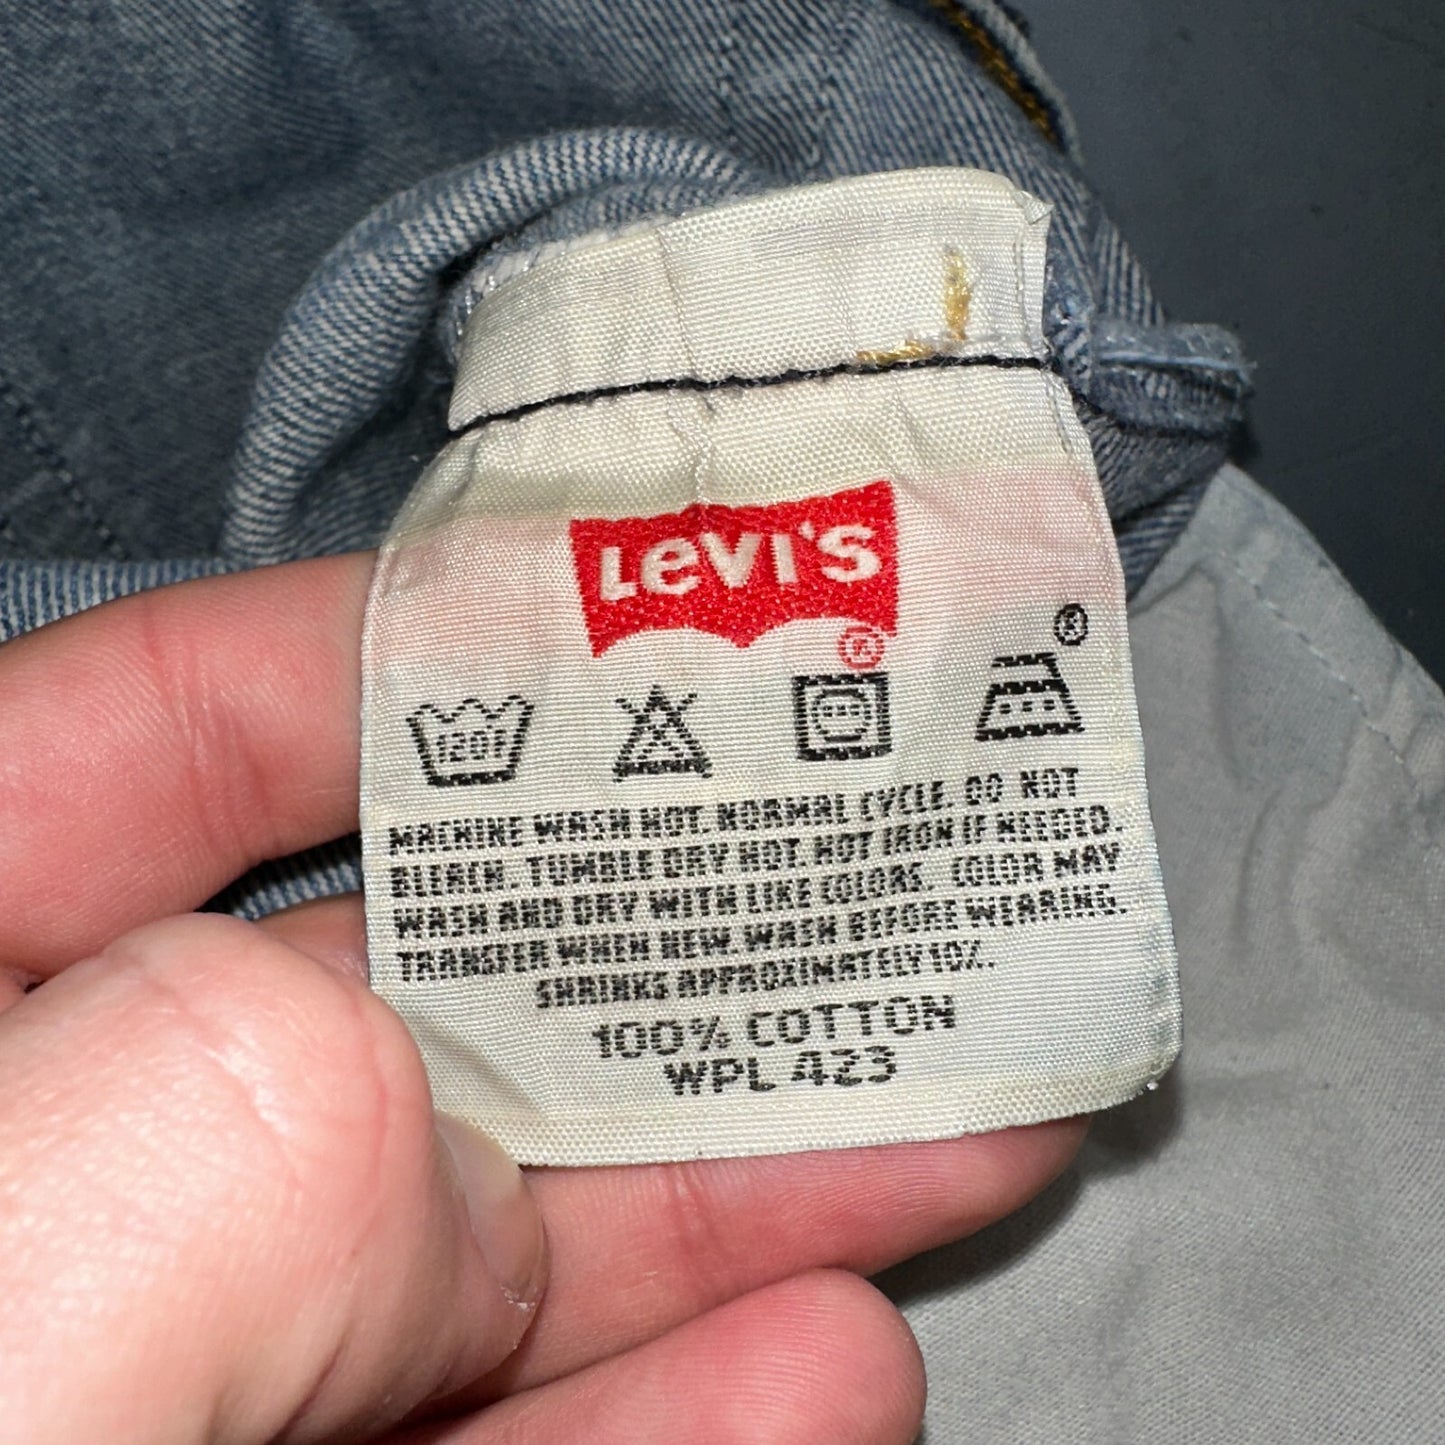 LEVI'S
®
®
120F
MACHINE WASH HOT. NORMAL CYCLE. DO NOT
BLEACH. TUMBLE DRY HOT. HOT IRON IF NEEDED.
WASH AND DRY WITH LIKE COLORS. COLOR MAY
TRANSFER WHEN NEW. WASH BEFORE WEARING.
SHRINKS APPROXIMATELY 10%.
100% COTTON
WPL 423